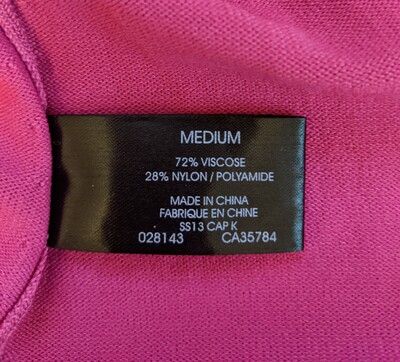 MEDIUM
72% VISCOSE
28% NYLON / POLYAMIDE
MADE IN CHINA
FABRIQUE EN CHINE
SS13 CAP K
028143 CA35784